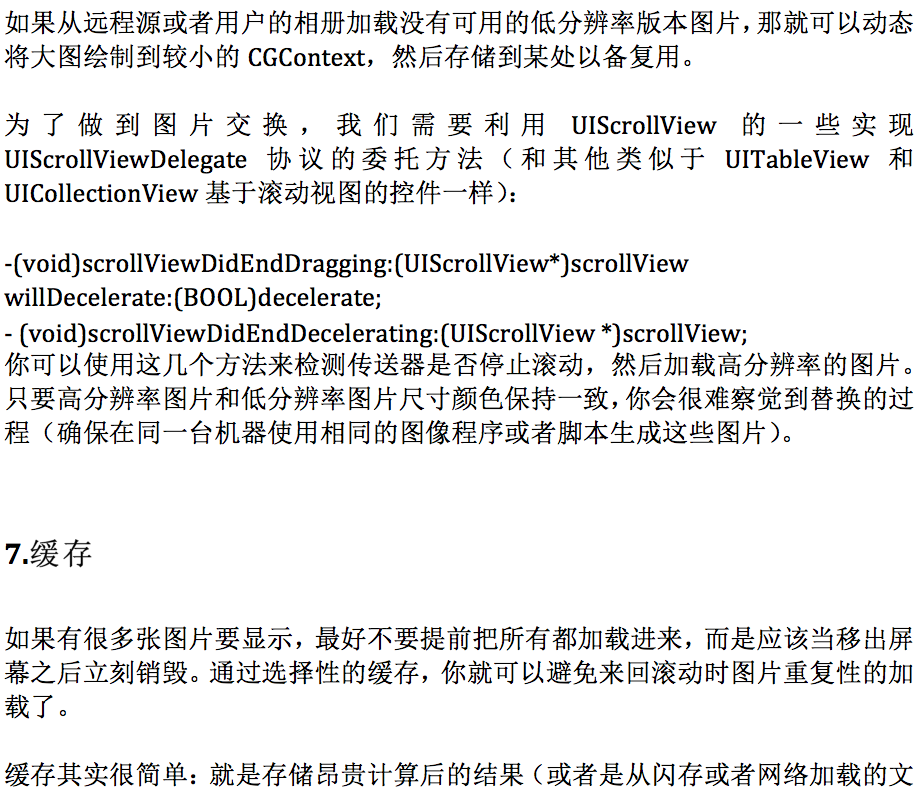 如果从远程源或者用户的相册加载没有可用的低分辨率版本图片，那就可以动态
将大图绘制到较小的 CGContext，然后存储到某处以备复用。
为了做到图片交换，我们需要利用 UIScrollView 的一些实现
UIScrollViewDelegate 协议的委托方法（和其他类似于 UITableView 和
UICollectionView 基于滚动视图的控件一样）：
-(void)scrollViewDidEndDragging:(UIScrollView*)scrollView
willDecelerate:(BOOL)decelerate;
- (void)scrollViewDidEndDecelerating:(UIScrollView *)scrollView;
你可以使用这几个方法来检测传送器是否停止滚动，然后加载高分辨率的图片。
只要高分辨率图片和低分辨率图片尺寸颜色保持一致，你会很难察觉到替换的过
程（确保在同一台机器使用相同的图像程序或者脚本生成这些图片）。
7.缓存
如果有很多张图片要显示，最好不要提前把所有都加载进来，而是应该当移出屏
幕之后立刻销毁。通过选择性的缓存，你就可以避免来回滚动时图片重复性的加
载了。
缓存其实很简单：就是存储昂贵计算后的结果（或者是从闪存或者网络加载的文